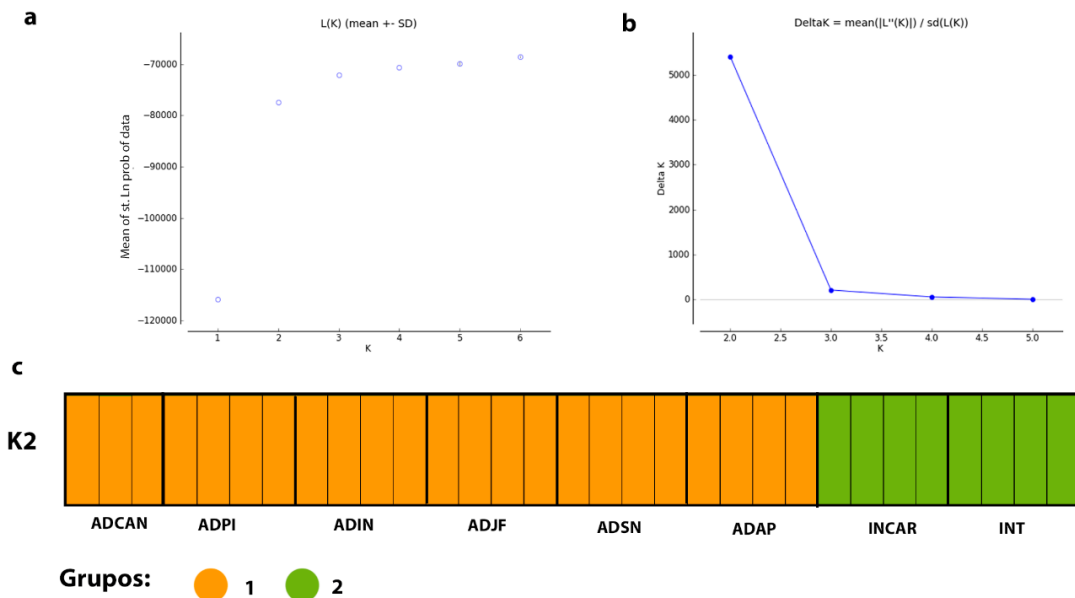 a
L(K) (mean +- SD)
Mean of st. Ln prob of data
−70000
−80000
−90000
−100000
−110000
−120000
1 2 3 4 5 6
K
b
DeltaK = mean(|L''(K)|) / sd(L(K))
Delta K
5000
4000
3000
2000
1000
0
2.0 2.5 3.0 3.5 4.0 4.5 5.0
K
c
K2
ADCAN ADPI ADIN ADJF ADSN ADAP INCAR INT
Grupos: 1 2